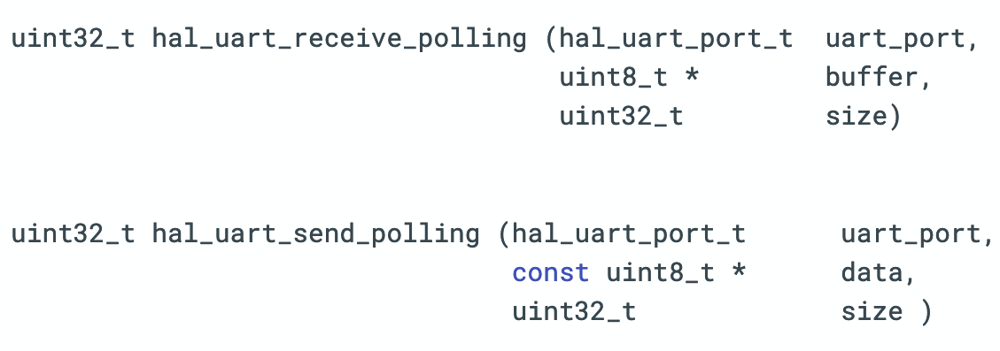 uint32_t hal_uart_receive_polling (hal_uart_port_t uart_port,
uint8_t * buffer,
uint32_t size)
uint32_t hal_uart_send_polling (hal_uart_port_t uart_port,
const uint8_t * data,
uint32_t size )